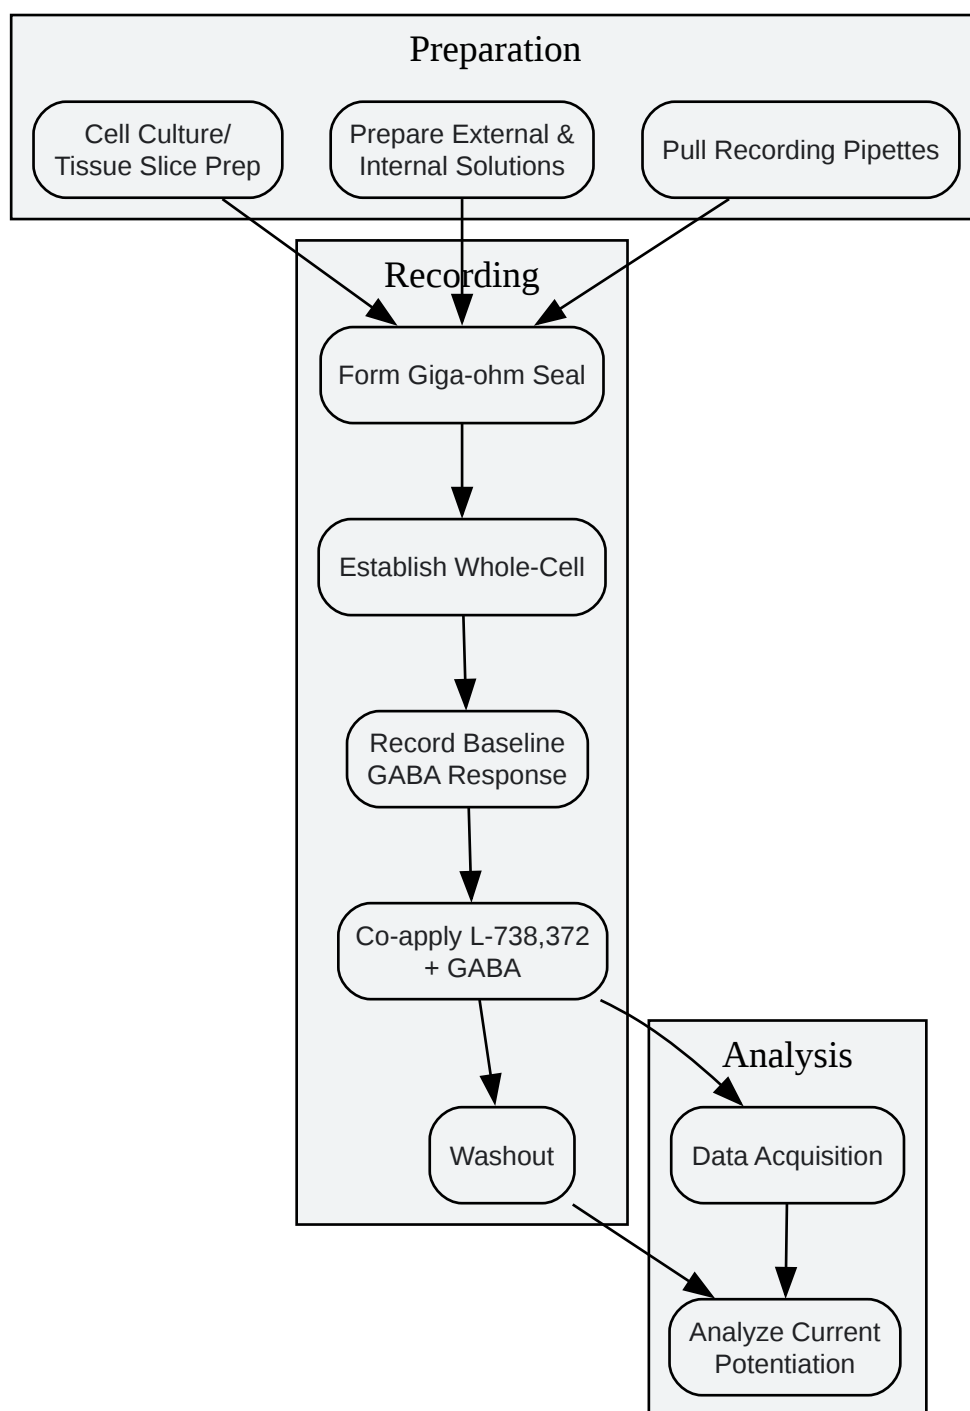 Preparation
Cell Culture/
Tissue Slice Prep
Prepare External &
Internal Solutions
Pull Recording Pipettes
Recording
Form Giga-ohm Seal
Establish Whole-Cell
Record Baseline
GABA Response
Co-apply L-738,372
+ GABA
Washout
Analysis
Data Acquisition
Analyze Current
Potentiation